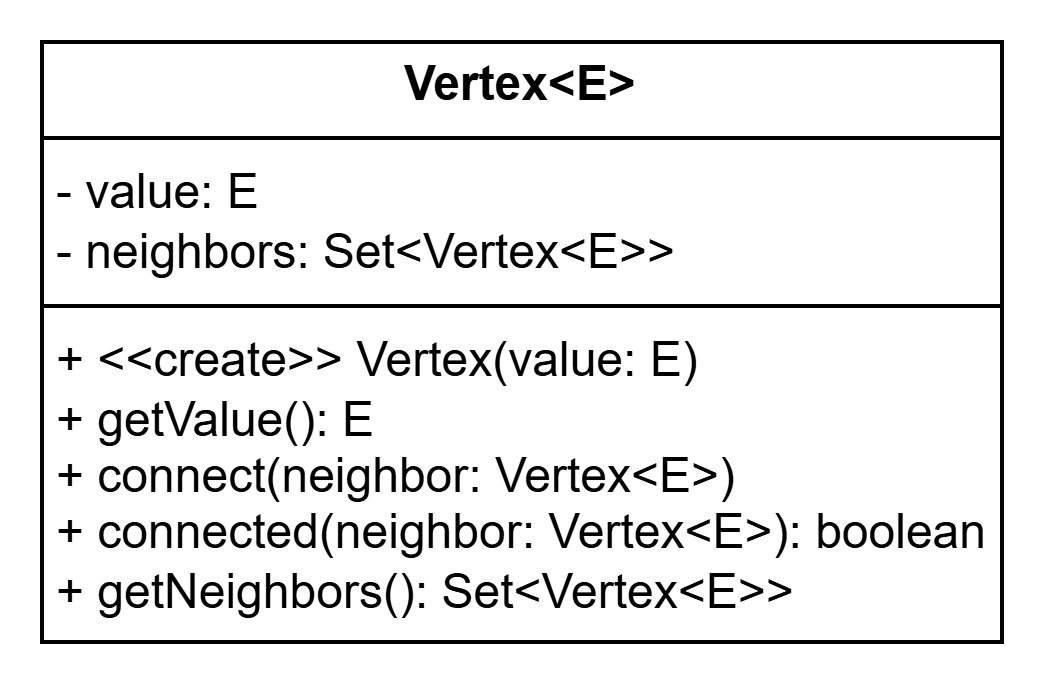 Vertex<E>
- value: E
- neighbors: Set<Vertex<E>>
+ <<create>> Vertex(value: E)
+ getValue(): E
+ connect(neighbor: Vertex<E>)
+ connected(neighbor: Vertex<E>): boolean
+ getNeighbors(): Set<Vertex<E>>